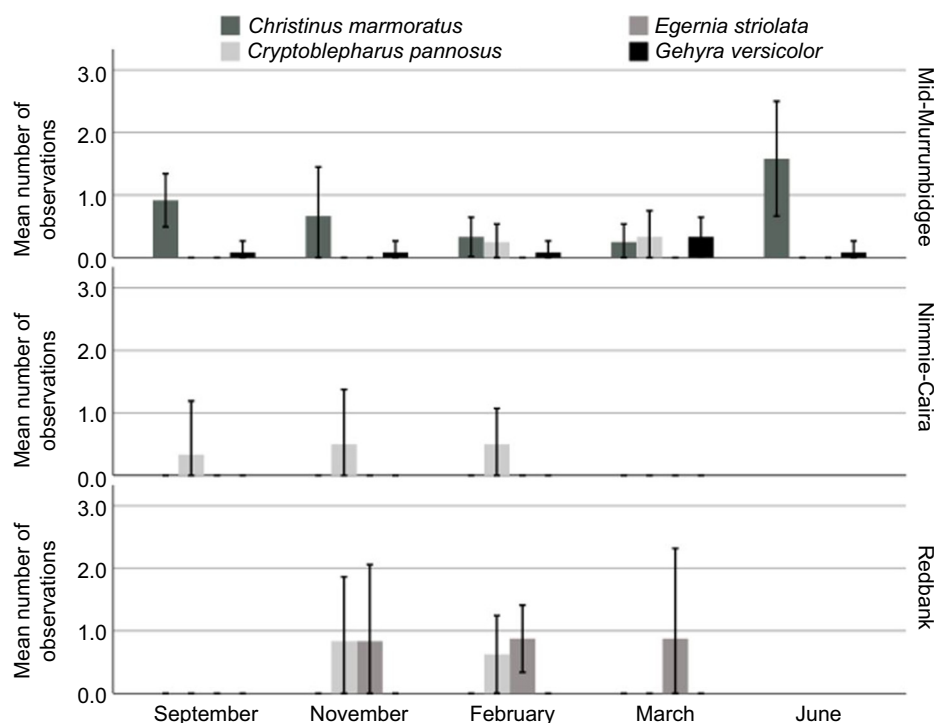 Christinus marmoratus
Egernia striolata
Cryptoblepharus pannosus
Gehyra versicolor
Mean number of
observations
3.0
2.0
1.0
0.0
Mid-Murrumbidgee
Mean number of
observations
3.0
2.0
1.0
0.0
Nimmie-Caira
Mean number of
observations
3.0
2.0
1.0
0.0
Redbank
September
November
February
March
June